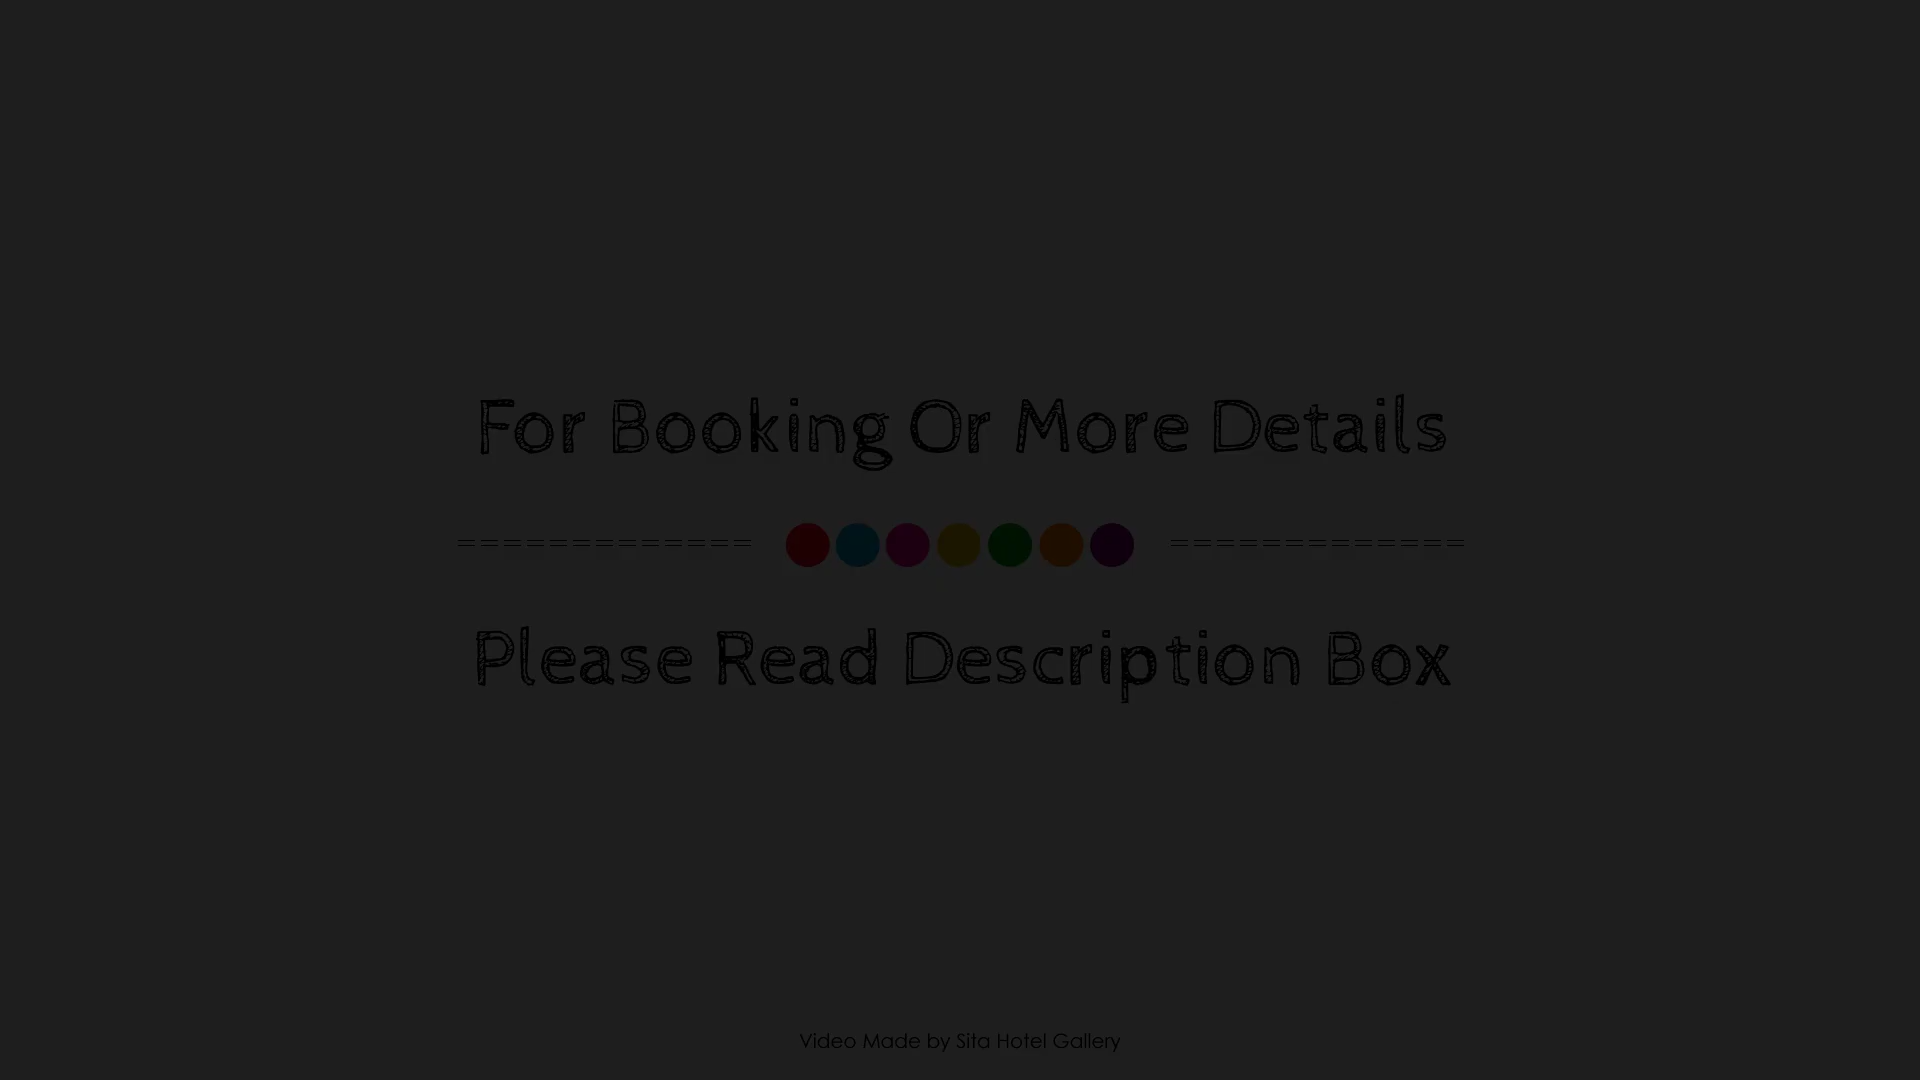 For Booking Or More Details
============= =============
Please Read Description Box
Video Made by Sita Hotel Gallery